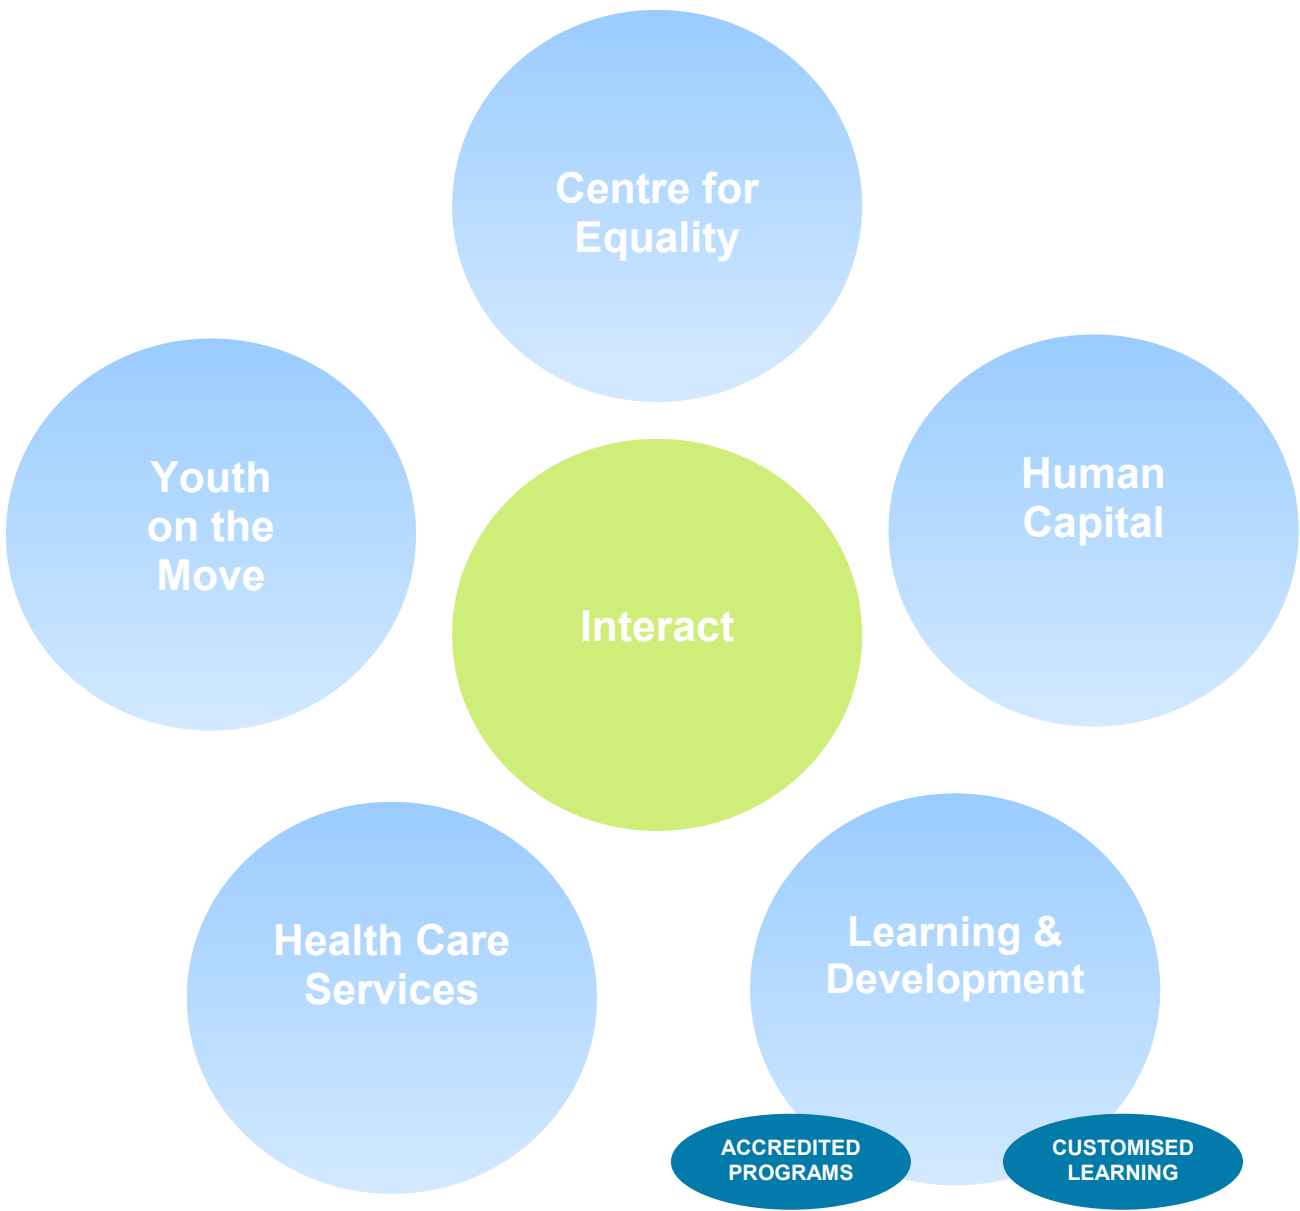 Centre for
Equality
Youth
on the
Move
Human
Capital
Interact
Health Care
Services
Learning &
Development
ACCREDITED
PROGRAMS
CUSTOMISED
LEARNING